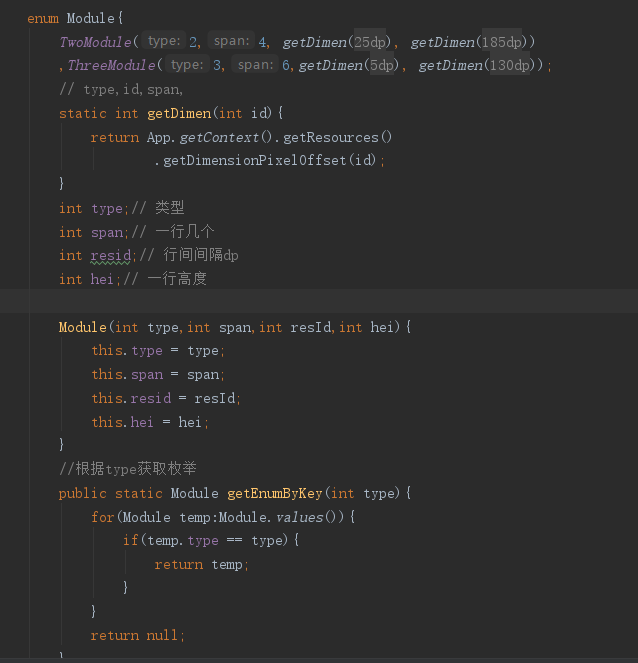 enum Module{
TwoModule( type: 2, span: 4, getDimen(25dp), getDimen(185dp))
,ThreeModule( type: 3, span: 6,getDimen(5dp), getDimen(130dp));
// type,id,span,
static int getDimen(int id){
return App.getContext().getResources()
.getDimensionPixelOffset(id);
}
int type;// 类型
int span;// 一行几个
int resid;// 行间间隔dp
int hei;// 一行高度
Module(int type,int span,int resId,int hei){
this.type = type;
this.span = span;
this.resid = resId;
this.hei = hei;
}
//根据type获取枚举
public static Module getEnumByKey(int type){
for(Module temp:Module.values()){
if(temp.type == type){
return temp;
}
}
return null;
}